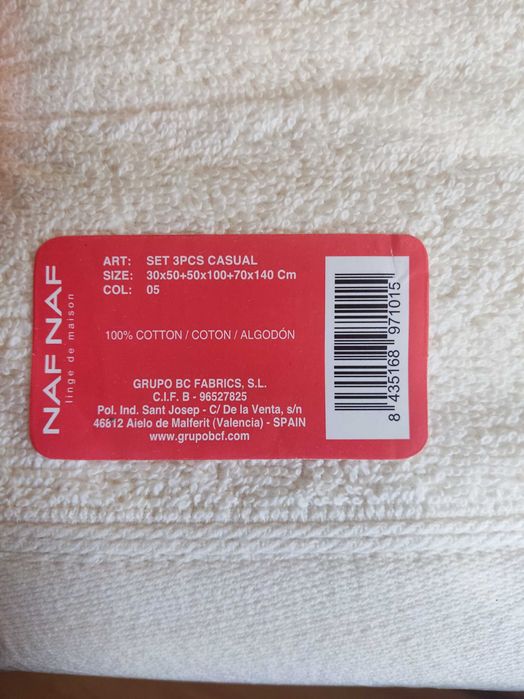 NAF NAF
linge de maison
ART: SET 3PCS CASUAL
SIZE: 30x50+50x100+70x140 Cm
COL: 05
100% COTTON / COTON / ALGODÓN
GRUPO BC FABRICS, S.L.
C.I.F. B - 96527825
Pol. Ind. Sant Josep - C/ De la Venta, s/n
46812 Aielo de Malferit (Valencia) - SPAIN
www.grupobcf.com
8 435168 971015